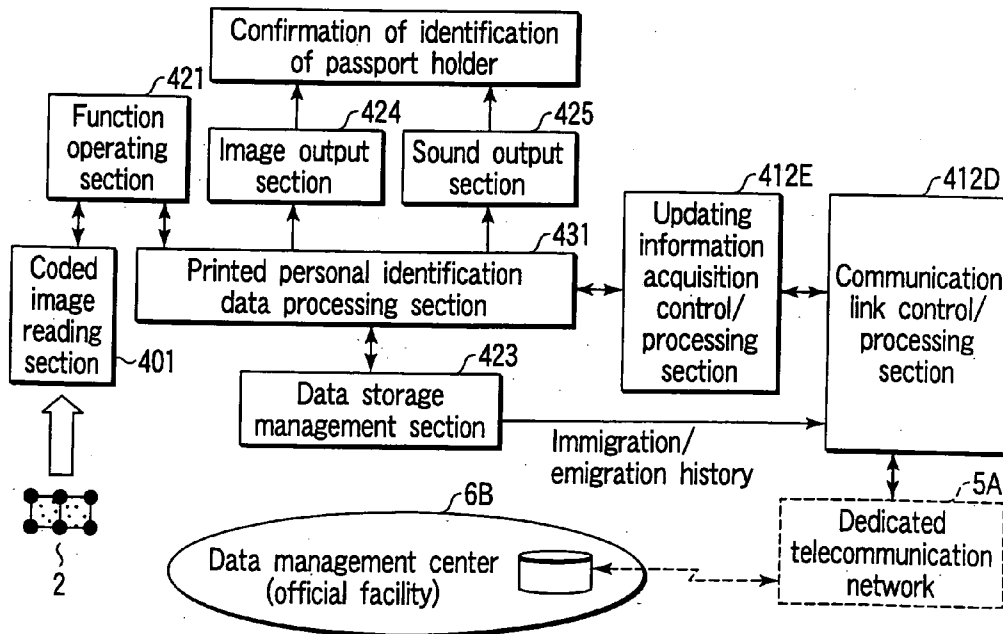 Confirmation of identification
of passport holder
421
Function
operating
section
424
Image output
section
425
Sound output
section
412E
Updating
information
acquisition
control/
processing
section
412D
Communication
link control/
processing
section
431
Printed personal identification
data processing section
Coded
image
reading
section
401
423
Data storage
management section
Immigration/
emigration history
2
6B
Data management center
(official facility)
5A
Dedicated
telecommunication
network